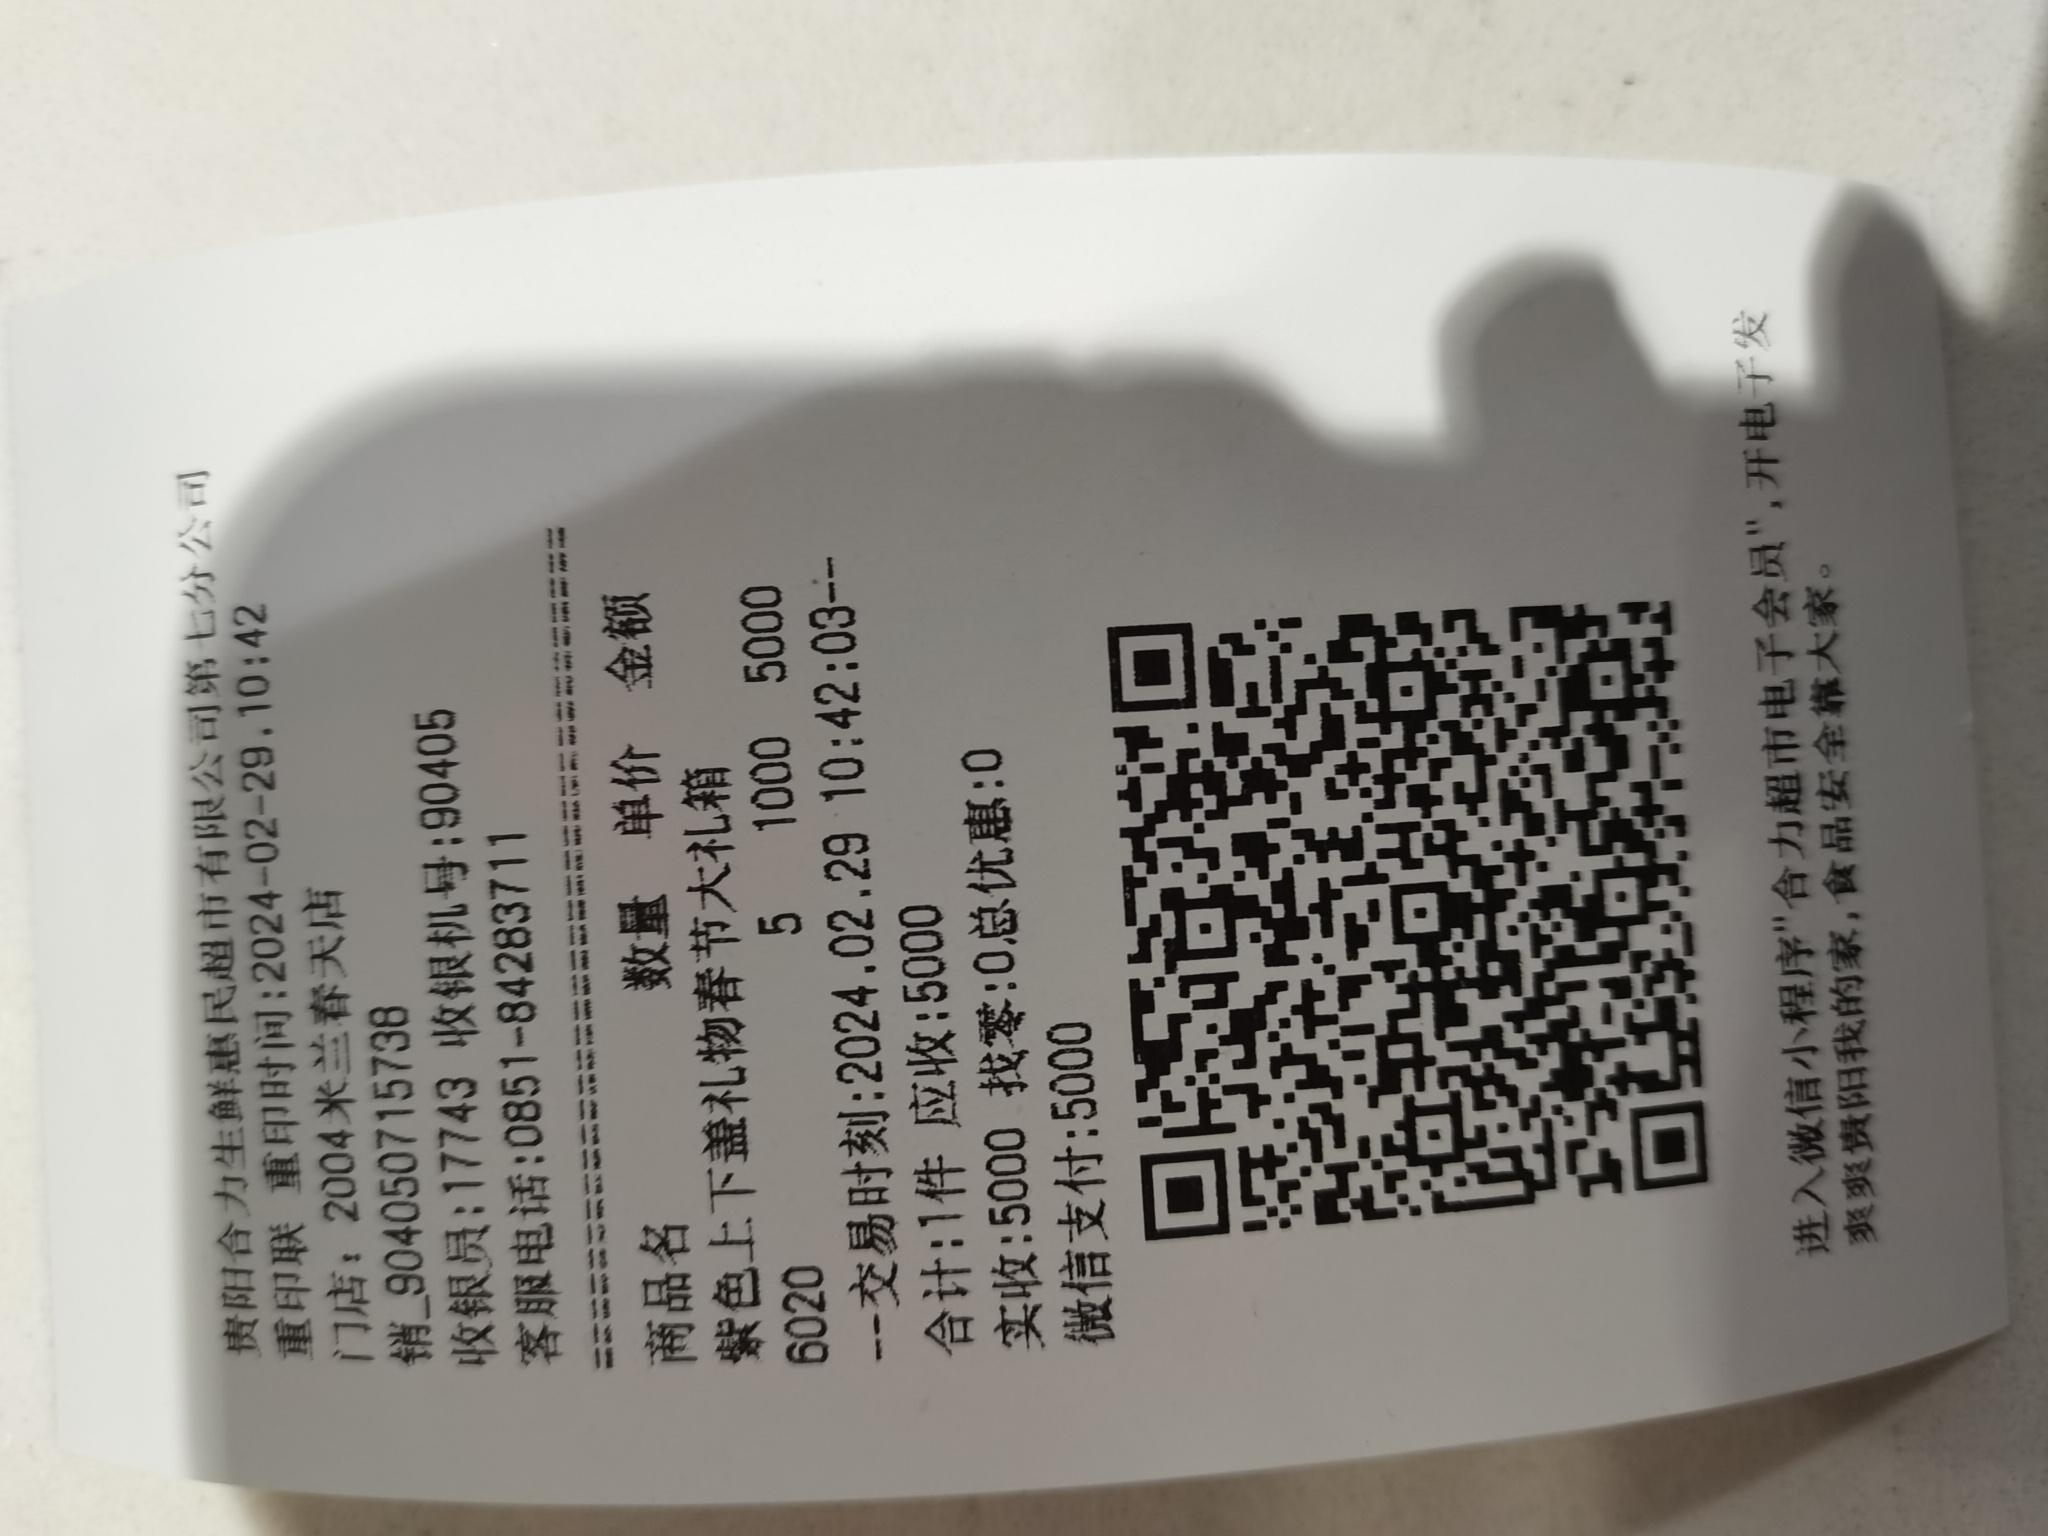 贵阳合力生鲜惠民超市有限公司第七分公司
重印联 重印时间:2024-02-29.10:42
门店: 2004米兰春天店
销_904050715738
收银员:17743 收银机号:90405
客服电话:0851-84283711
==========================================
商品名 数量 单价 金额
紫色上下盖礼物春节大礼箱
6020 5 1000 5000
--交易时刻:2024.02.29 10:42:03--
合计:1件 应收:5000
实收:5000 找零:0总优惠:0
微信支付:5000
进入微信小程序"合力超市电子会员",开电子发
爽爽贵阳我的家,食品安全靠大家。